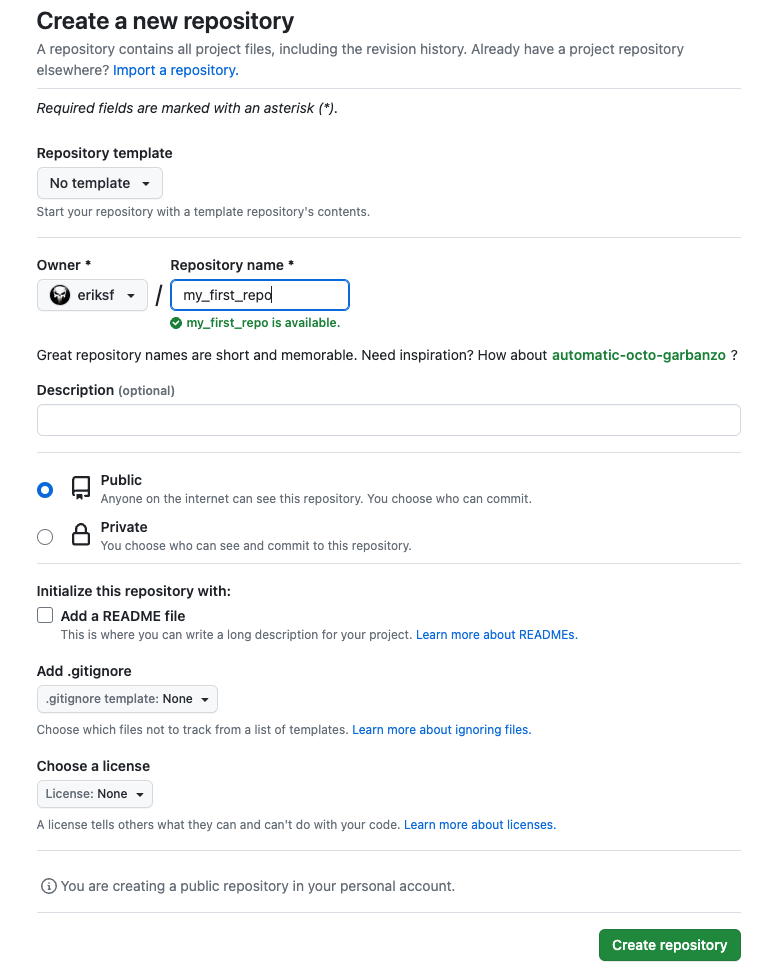 Create a new repository
A repository contains all project files, including the revision history. Already have a project repository
elsewhere? Import a repository.
Required fields are marked with an asterisk (*).
Repository template
No template
Start your repository with a template repository's contents.
Owner * Repository name *
eriksf / my_first_repo
my_first_repo is available.
Great repository names are short and memorable. Need inspiration? How about automatic-octo-garbanzo ?
Description (optional)
Public
Anyone on the internet can see this repository. You choose who can commit.
Private
You choose who can see and commit to this repository.
Initialize this repository with:
Add a README file
This is where you can write a long description for your project. Learn more about READMEs.
Add .gitignore
.gitignore template: None
Choose which files not to track from a list of templates. Learn more about ignoring files.
Choose a license
License: None
A license tells others what they can and can't do with your code. Learn more about licenses.
You are creating a public repository in your personal account.
Create repository